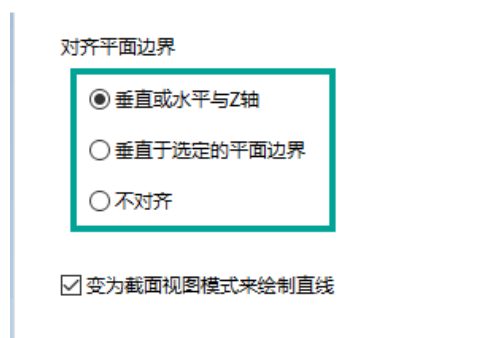 对齐平面边界
垂直或水平与Z轴
垂直于选定的平面边界
不对齐
变为截面视图模式来绘制直线